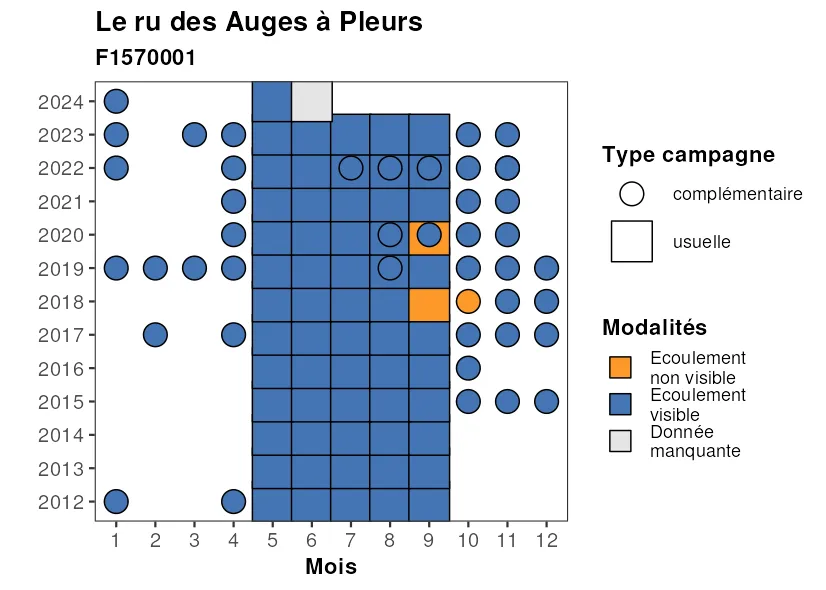 Le ru des Auges à Pleurs
F1570001
2024
2023
2022
2021
2020
2019
2018
2017
2016
2015
2014
2013
2012
1 2 3 4 5 6 7 8 9 10 11 12
Mois
Type campagne
complémentaire
usuelle
Modalités
Ecoulement
non visible
Ecoulement
visible
Donnée
manquante